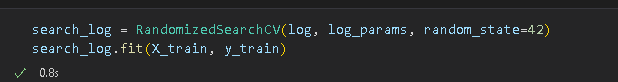 search_log = RandomizedSearchCV(log, log_params, random_state=42)
search_log.fit(X_train, y_train)
✓ 0.8s